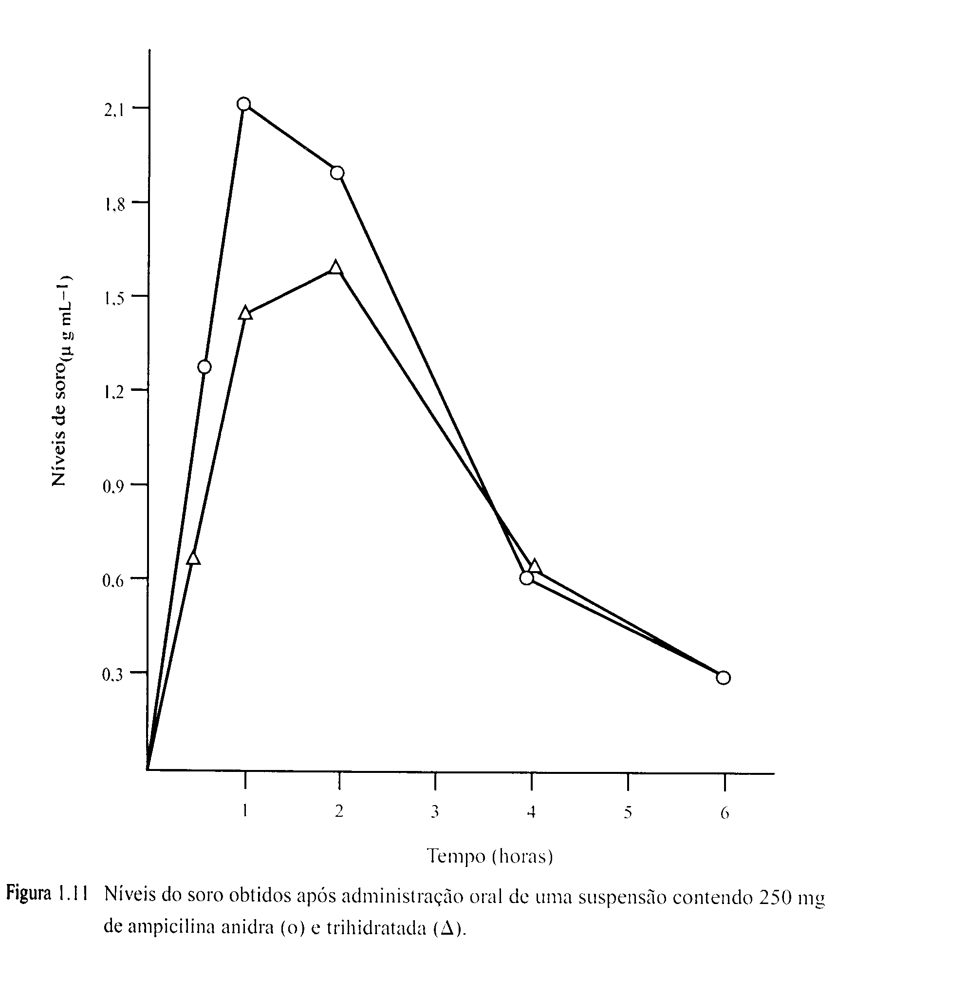 2,1
1,8
1,5
1,2
0,9
0,6
0,3
Níveis de soro(μ g mL−1)
1 2 3 4 5 6
Tempo (horas)
Figura 1.11 Níveis do soro obtidos após administração oral de uma suspensão contendo 250 mg
de ampicilina anidra (o) e trihidratada (Δ).